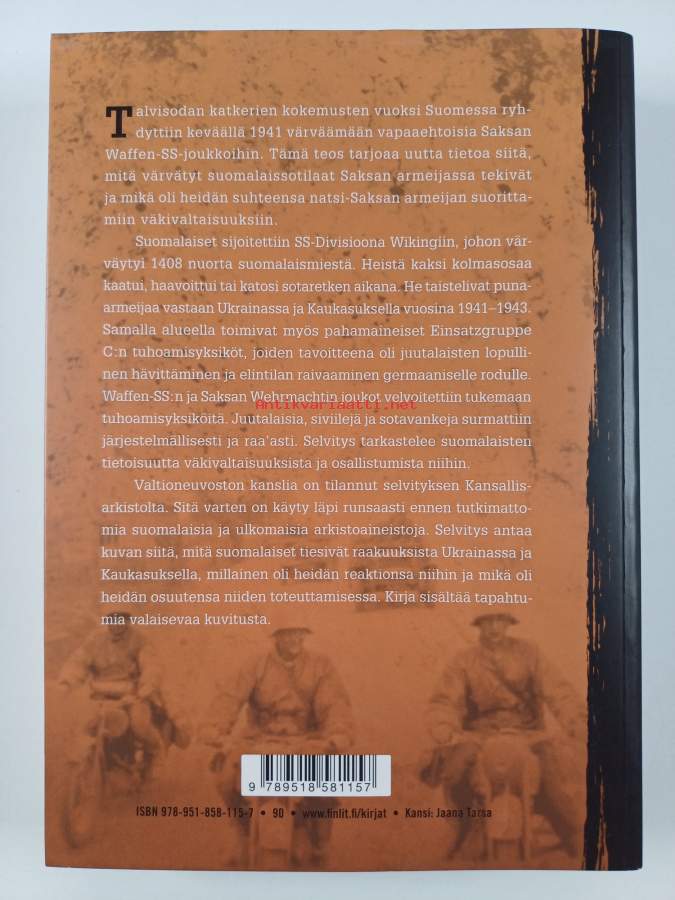 Talvisodan katkerien kokemusten vuoksi Suomessa ryh-
dyttiin keväällä 1941 värväämään vapaaehtoisia Saksan
Waffen-SS-joukkoihin. Tämä teos tarjoaa uutta tietoa siitä,
mitä värvätyt suomalaissotilaat Saksan armeijassa tekivät
ja mikä oli heidän suhteensa natsi-Saksan armeijan suoritta-
miin väkivaltaisuuksiin.
Suomalaiset sijoitettiin SS-Divisioona Wikingiin, johon vär-
väytyi 1408 nuorta suomalaismiestä. Heistä kaksi kolmasosaa
kaatui, haavoittui tai katosi sotaretken aikana. He taistelivat puna-
armeijaa vastaan Ukrainassa ja Kaukasuksella vuosina 1941–1943.
Samalla alueella toimivat myös pahamaineiset Einsatzgruppe
C:n tuhoamisyksiköt, joiden tavoitteena oli juutalaisten lopulli-
nen hävittäminen ja elintilan raivaaminen germaaniselle rodulle.
Waffen-SS:n ja Saksan Wehrmachtin joukot velvoitettiin tukemaan
Antikvariaatti.net
tuhoamisyksiköitä. Juutalaisia, siviilejä ja sotavankeja surmattiin
järjestelmällisesti ja raa'asti. Selvitys tarkastelee suomalaisten
tietoisuutta väkivaltaisuuksista ja osallistumista niihin.
Valtioneuvoston kanslia on tilannut selvityksen Kansallis-
arkistolta. Sitä varten on käyty läpi runsaasti ennen tutkimatto-
mia suomalaisia ja ulkomaisia arkistoaineistoja. Selvitys antaa
kuvan siitä, mitä suomalaiset tiesivät raakuuksista Ukrainassa ja
Kaukasuksella, millainen oli heidän reaktionsa niihin ja mikä oli
heidän osuutensa niiden toteuttamisessa. Kirja sisältää tapahtu-
mia valaisevaa kuvitusta.
9 789518 581157
ISBN 978-951-858-115-7 • 90 • www.finlit.fi/kirjat • Kansi: Jaana Tarsa